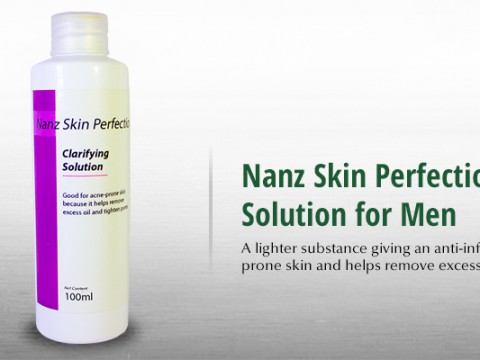 Nanz Skin Perfectio
Clarifying
Solution
Good for acne-prone skin
because it helps remove
excess oil and tighten pores
Net Content
100ml
Nanz Skin Perfectio
Solution for Men
A lighter substance giving an anti-inf
prone skin and helps remove excess